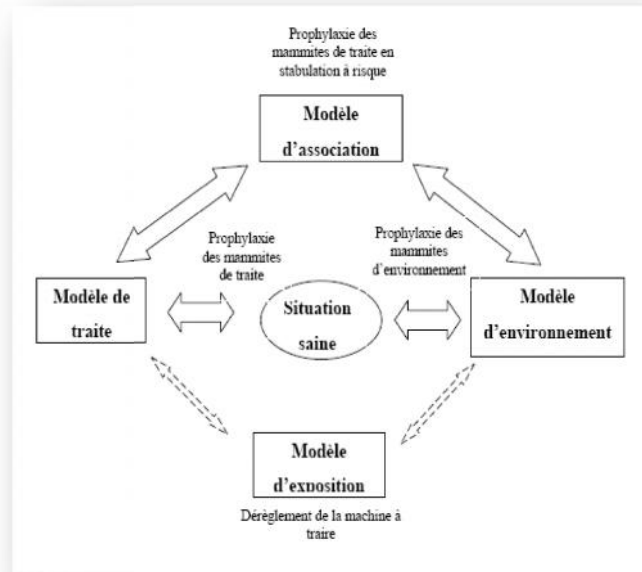 Prophylaxie des
mammites de traite en
stabulation à risque
Modèle
d'association
Prophylaxie
des mammites
de traite
Prophylaxie des
mammites
d'environnement
Modèle de
traite
Situation
saine
Modèle
d'environnement
Modèle
d'exposition
Dérèglement de la machine à
traire